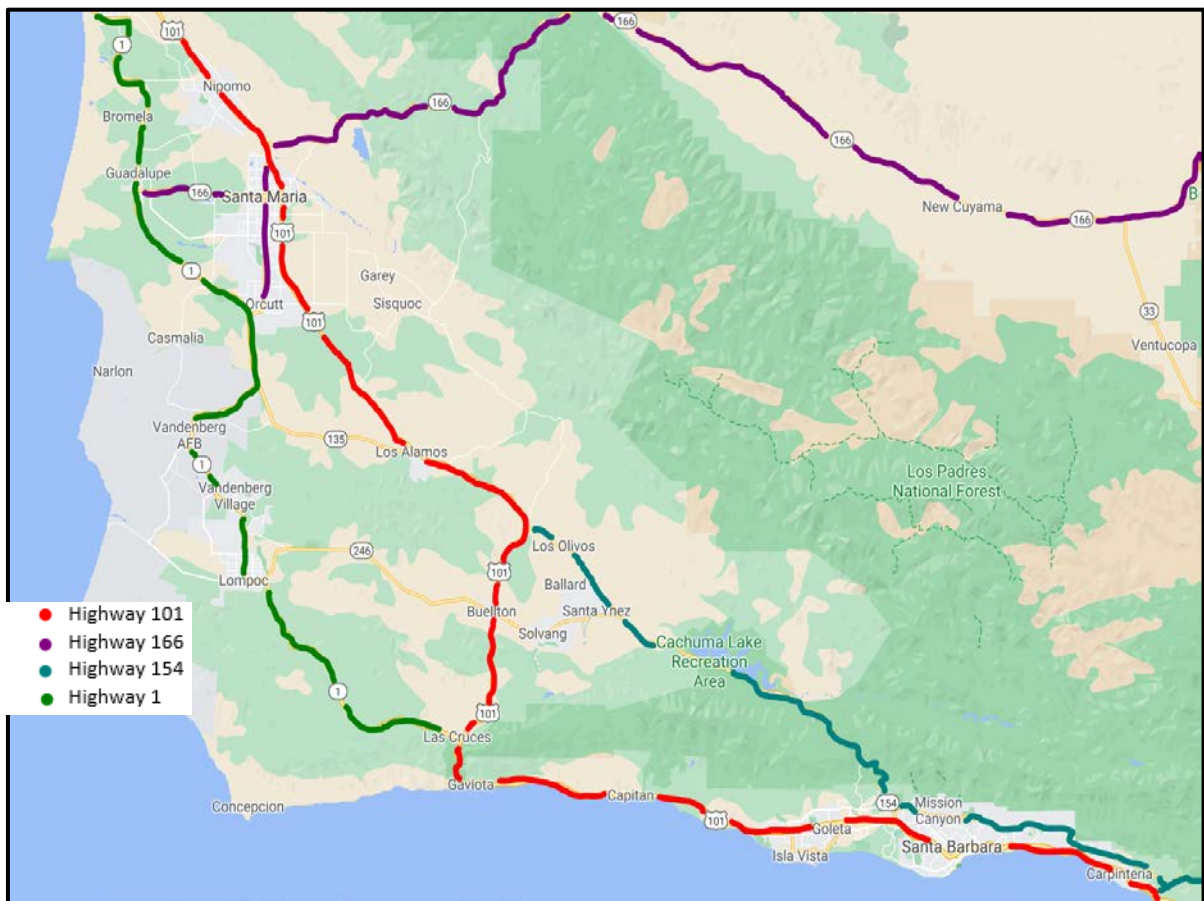 101
166
1
Nipomo
166
Bromela
166
Guadalupe
166
Santa Maria
New Cuyama
166
B
101
1
Garey
Sisquoc
Orcutt
101
33
Casmalia
Ventucopa
Narlon
Vandenberg
AFB
135
Los Alamos
1
Los Padres
National Forest
Vandenberg
Village
Los Olivos
246
101
Lompoc
Ballard
Buellton
Santa Ynez
Solvang
Highway 101
Highway 166
Highway 154
Highway 1
Cachuma Lake
Recreation
Area
1
101
Las Cruces
Gaviota
Capitan
Concepcion
101
154
Mission
Canyon
Goleta
Isla Vista
Santa Barbara
Carpinteria